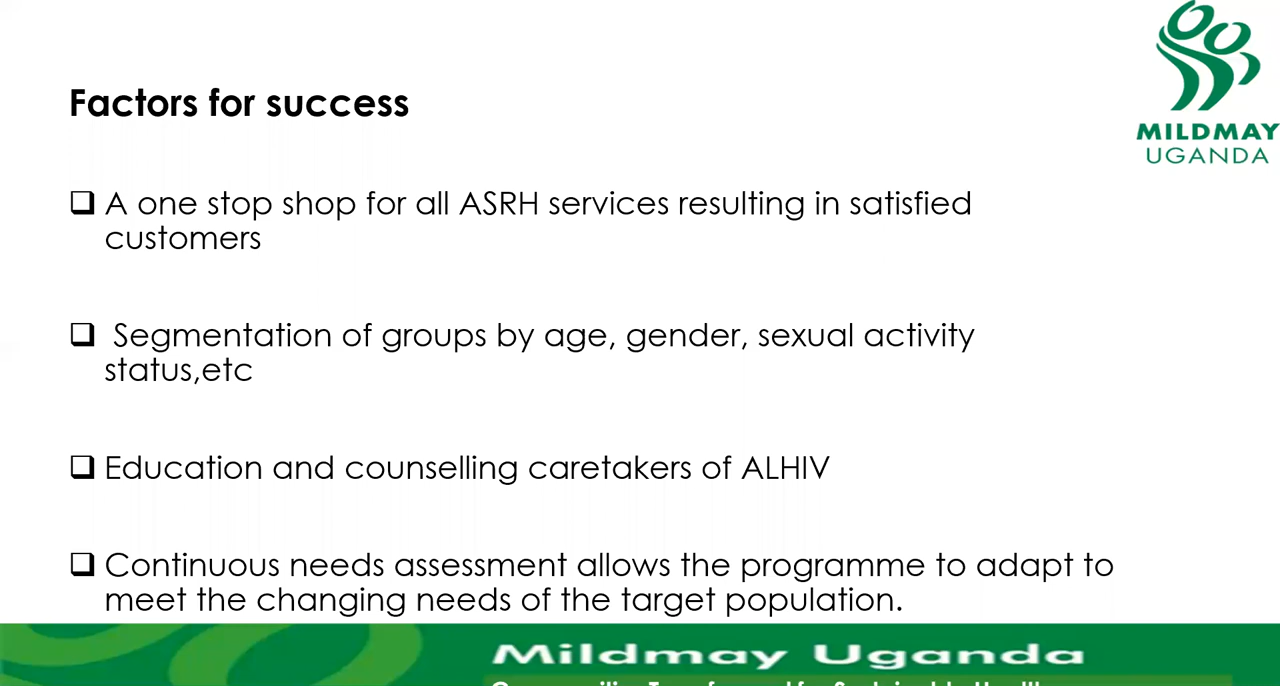 MILDMAY
UGANDA
Factors for success
❑ A one stop shop for all ASRH services resulting in satisfied
customers
❑ Segmentation of groups by age, gender, sexual activity
status,etc
❑ Education and counselling caretakers of ALHIV
❑ Continuous needs assessment allows the programme to adapt to
meet the changing needs of the target population.
Mildmay Uganda